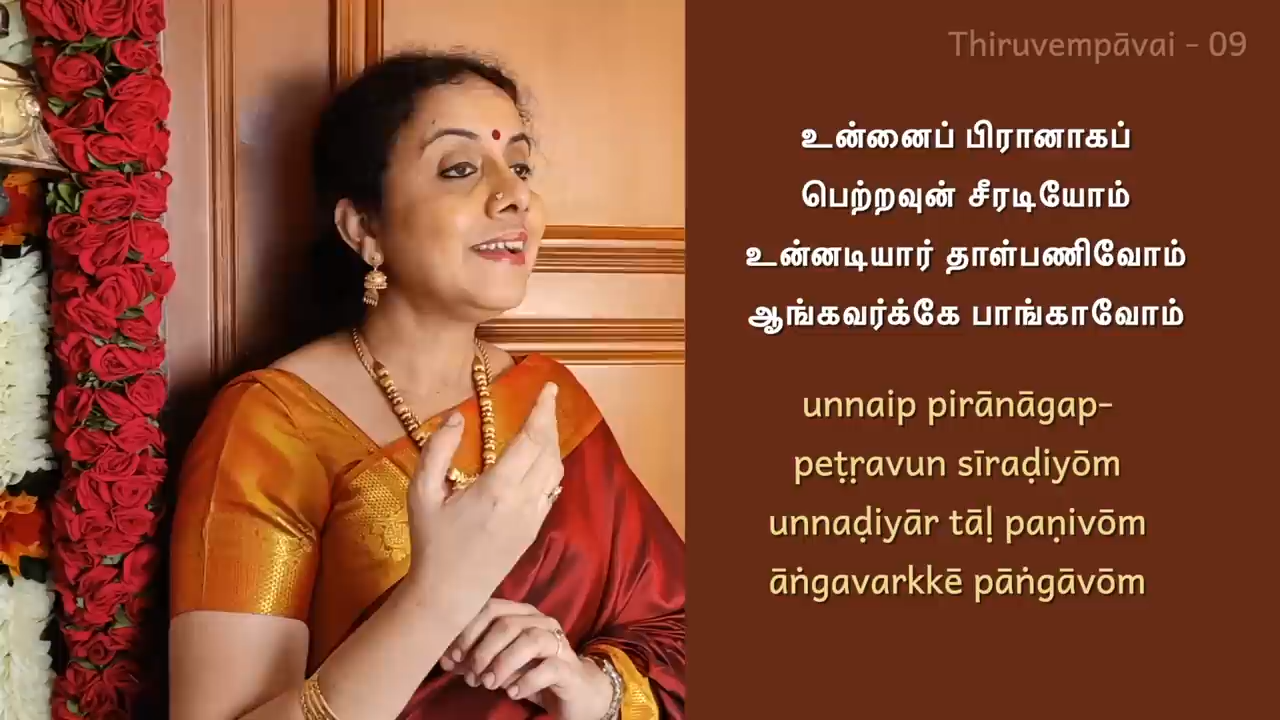 Thiruvempāvai - 09
உன்னைப் பிரானாகப்
பெற்றவுன் சீரடியோம்
உன்னடியார் தாள்பணிவோம்
ஆங்கவர்க்கே பாங்காவோம்
unnaip pirānāgap-
peṭṛavun sīraḍiyōm
unnaḍiyār tāḷ paṇivōm
āṅgavarkkē pāṅgāvōm